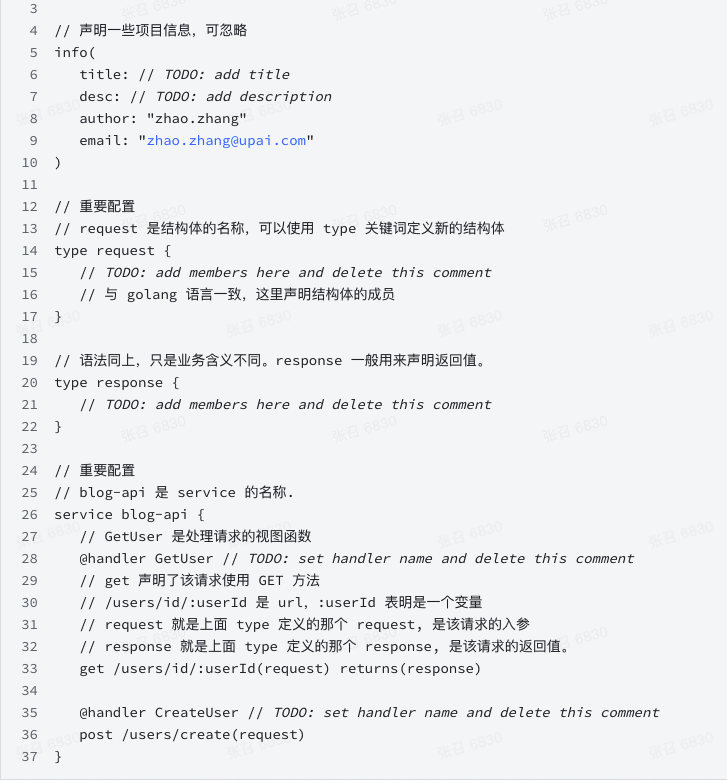 3
4 // 声明一些项目信息，可忽略
5 info(
6 title: // TODO: add title
7 desc: // TODO: add description
8 author: "zhao.zhang"
9 email: "zhao.zhang@upai.com"
10 )
11
12 // 重要配置
13 // request 是结构体的名称，可以使用 type 关键词定义新的结构体
14 type request {
15 // TODO: add members here and delete this comment
16 // 与 golang 语言一致，这里声明结构体的成员
17 }
18
19 // 语法同上，只是业务含义不同。response 一般用来声明返回值。
20 type response {
21 // TODO: add members here and delete this comment
22 }
23
24 // 重要配置
25 // blog-api 是 service 的名称.
26 service blog-api {
27 // GetUser 是处理请求的视图函数
28 @handler GetUser // TODO: set handler name and delete this comment
29 // get 声明了该请求使用 GET 方法
30 // /users/id/:userId 是 url，:userId 表明是一个变量
31 // request 就是上面 type 定义的那个 request, 是该请求的入参
32 // response 就是上面 type 定义的那个 response, 是该请求的返回值。
33 get /users/id/:userId(request) returns(response)
34
35 @handler CreateUser // TODO: set handler name and delete this comment
36 post /users/create(request)
37 }
张召 6830